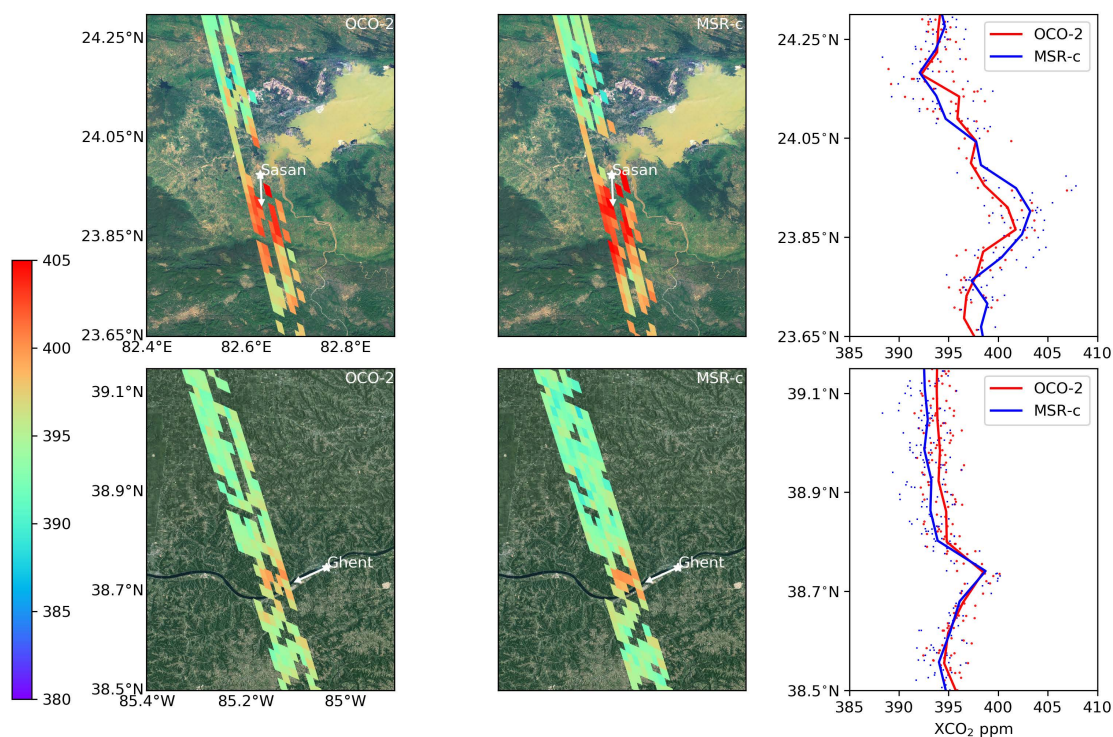 OCO-2
MSR-c
24.25°N
24.05°N
23.85°N
23.65°N
Sasan
Sasan
82.4°E
82.6°E
82.8°E
24.25°N
24.05°N
23.85°N
23.65°N
OCO-2
MSR-c
385
390
395
400
405
410
405
400
395
390
385
380
OCO-2
MSR-c
39.1°N
38.9°N
38.7°N
38.5°N
Ghent
Ghent
85.4°W
85.2°W
85°W
39.1°N
38.9°N
38.7°N
38.5°N
OCO-2
MSR-c
385
390
395
400
405
410
XCO₂ ppm